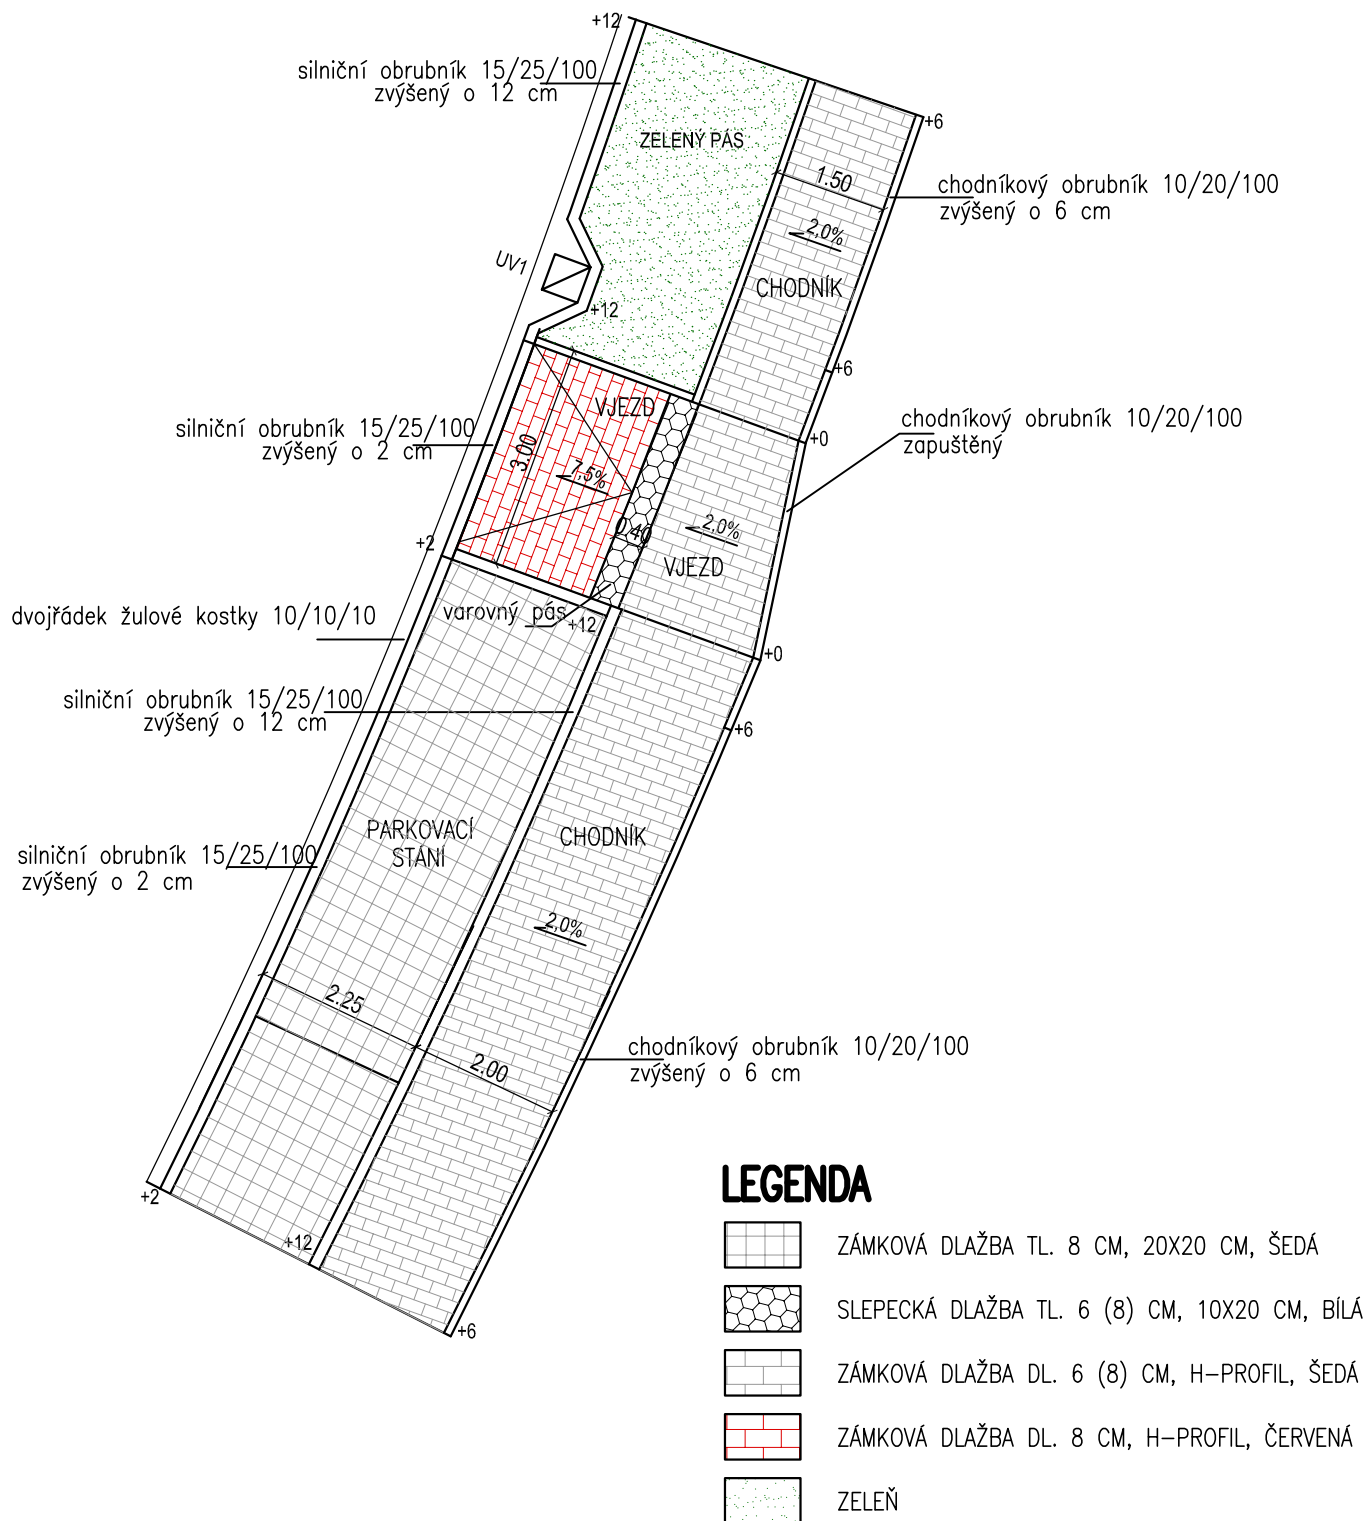 +12
silniční obrubník 15/25/100
zvýšený o 12 cm
+6
ZELENÝ PÁS
1.50
chodníkový obrubník 10/20/100
zvýšený o 6 cm
2,0%
UV1
CHODNÍK
+12
+6
VJEZD
chodníkový obrubník 10/20/100
zapuštěný
silniční obrubník 15/25/100
zvýšený o 2 cm
+0
3.00
7,5%
2,0%
0.40
+2
VJEZD
dvojřádek žulové kostky 10/10/10
varovný pás
+12
+0
silniční obrubník 15/25/100
zvýšený o 12 cm
+6
PARKOVACÍ
STÁNÍ
CHODNÍK
silniční obrubník 15/25/100
zvýšený o 2 cm
2,0%
2.25
2.00
chodníkový obrubník 10/20/100
zvýšený o 6 cm
+2
+12
+6
LEGENDA
ZÁMKOVÁ DLAŽBA TL. 8 CM, 20X20 CM, ŠEDÁ
SLEPECKÁ DLAŽBA TL. 6 (8) CM, 10X20 CM, BÍLÁ
ZÁMKOVÁ DLAŽBA DL. 6 (8) CM, H-PROFIL, ŠEDÁ
ZÁMKOVÁ DLAŽBA DL. 8 CM, H-PROFIL, ČERVENÁ
ZELEŇ